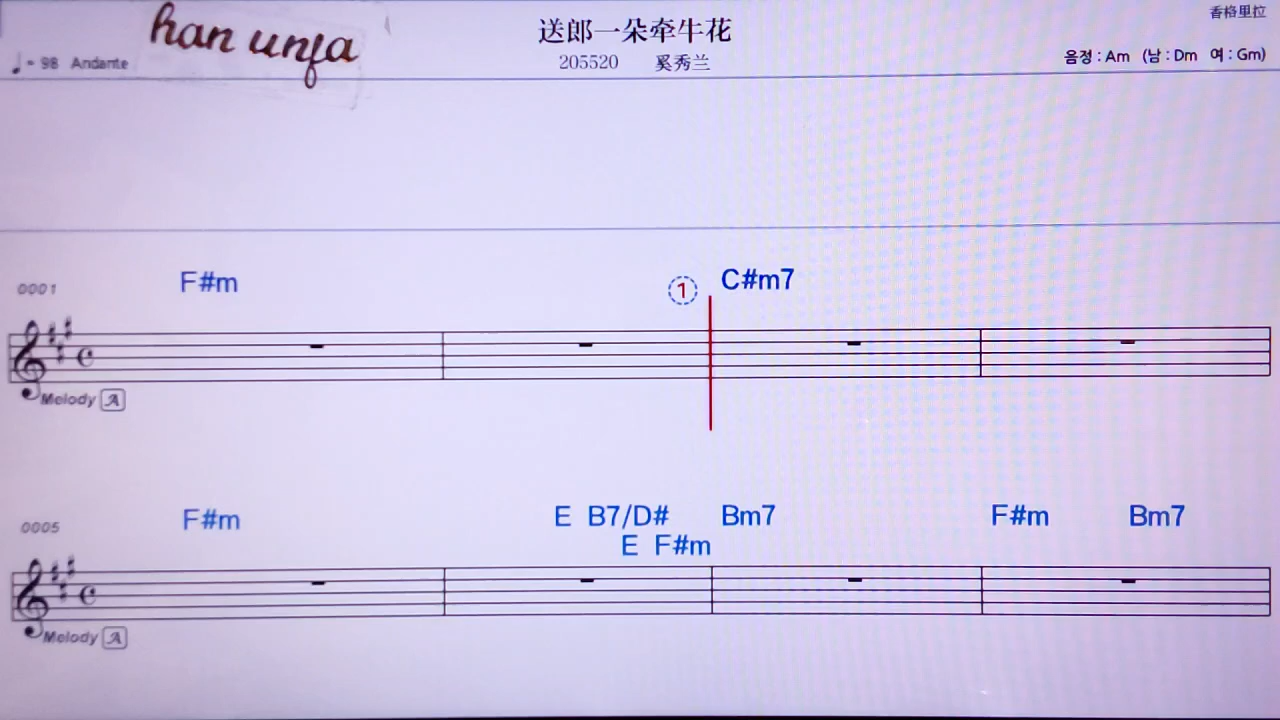 han unfa
送郎一朵牵牛花
香格里拉
♩= 98 Andante
205520 奚秀兰
음정 : Am (남 : Dm 여 : Gm)
0001 F#m 1 C#m7
Melody A
0005 F#m E B7/D# Bm7 F#m Bm7
E F#m
Melody A